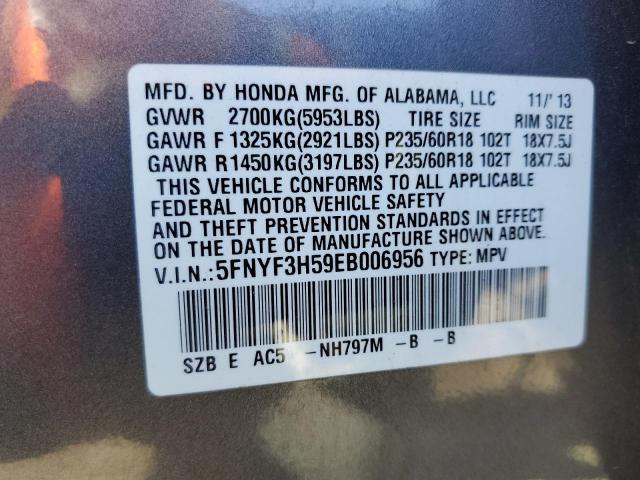 MFD. BY HONDA MFG. OF ALABAMA, LLC 11/'13
GVWR 2700KG(5953LBS) TIRE SIZE RIM SIZE
GAWR F 1325KG(2921LBS) P235/60R18 102T 18X7.5J
GAWR R 1450KG(3197LBS) P235/60R18 102T 18X7.5J
THIS VEHICLE CONFORMS TO ALL APPLICABLE
FEDERAL MOTOR VEHICLE SAFETY
AND THEFT PREVENTION STANDARDS IN EFFECT
ON THE DATE OF MANUFACTURE SHOWN ABOVE.
V.I.N.:5FNYF3H59EB006956 TYPE: MPV
SZB E AC5 -NH797M -B -B